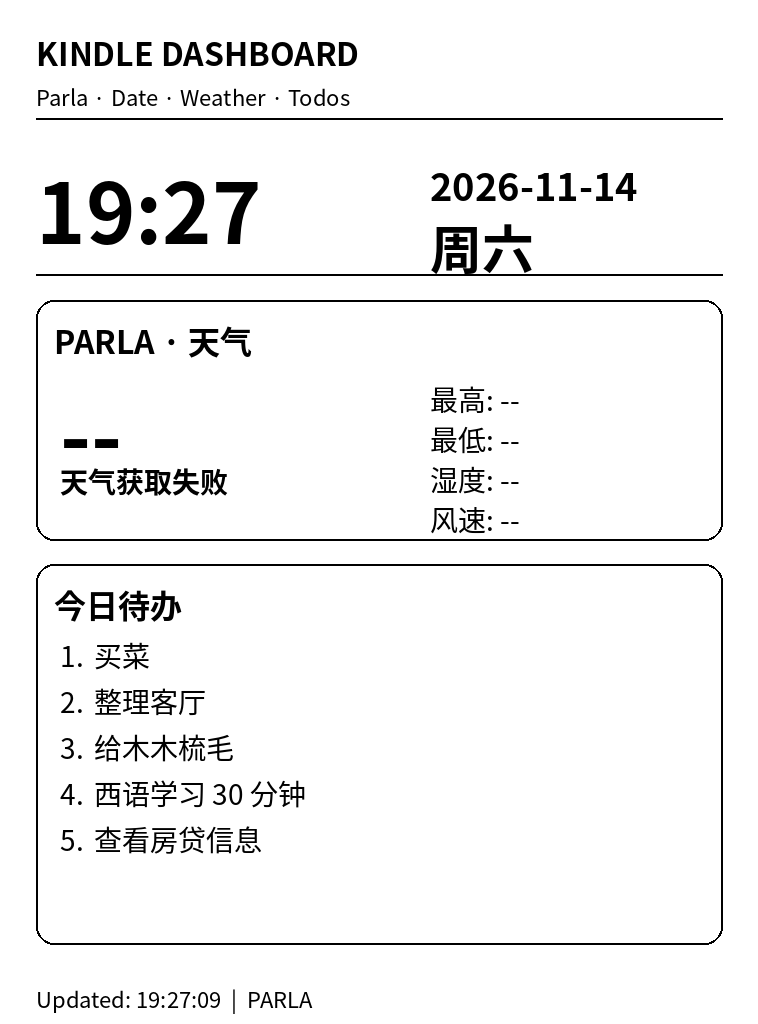 KINDLE DASHBOARD
Parla · Date · Weather · Todos
19:27
2026-11-14
周六
PARLA · 天气
--
天气获取失败
最高: --
最低: --
湿度: --
风速: --
今日待办
1. 买菜
2. 整理客厅
3. 给木木梳毛
4. 西语学习 30 分钟
5. 查看房贷信息
Updated: 19:27:09 | PARLA